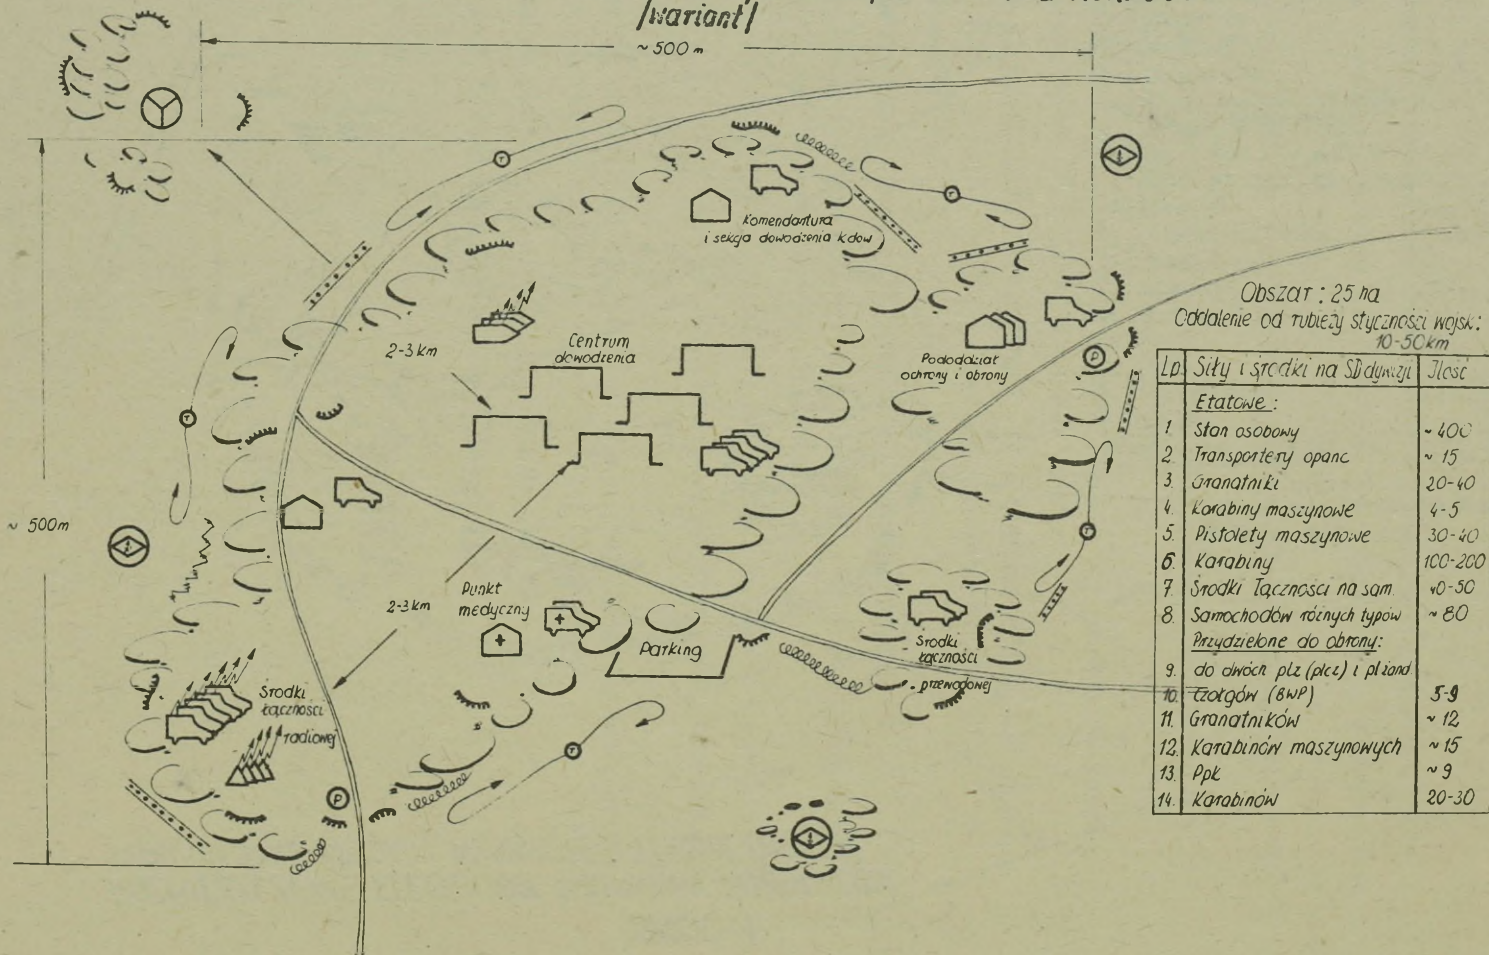 /wariant/
~ 500 m
Komendantura
i sekcja dowodzenia kdow
Obszar : 25 ha
Oddalenie od rubieży styczności wojsk:
10-50 km
2-3 km
Centrum
dowodzenia
Pododdział
ochrony i obrony
P
~ 500 m
Punkt
medyczny
2-3 km
Parking
Środki
łączności
przewodowej
Środki
łączności
radiowej
P
Lp. Siły i środki na SD dywizji Ilość
Etatowe :
1. Stan osobowy ~ 400
2. Transportery opanc ~ 15
3. Granatniki 20-40
4. Karabiny maszynowe 4-5
5. Pistolety maszynowe 30-40
6. Karabiny 100-200
7. Środki łączności na sam. 40-50
8. Samochodów różnych typów ~ 80
Przydzielone do obrony:
9. do dwóch plz (plcz) i pl żand
10. Czołgów (BWP) 5-9
11. Granatników ~ 12
12. Karabinów maszynowych ~ 15
13. Ppk ~ 9
14. Karabinów 20-30